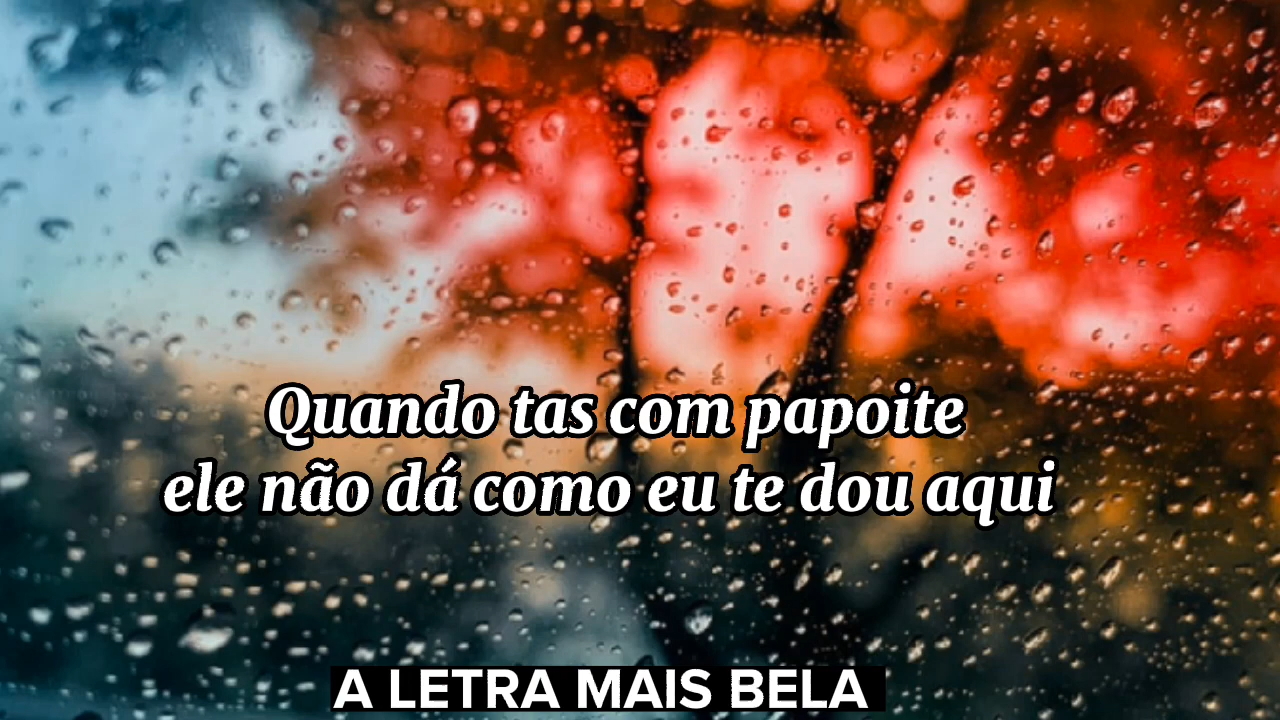 Quando tas com papoite
ele não dá como eu te dou aqui
A LETRA MAIS BELA